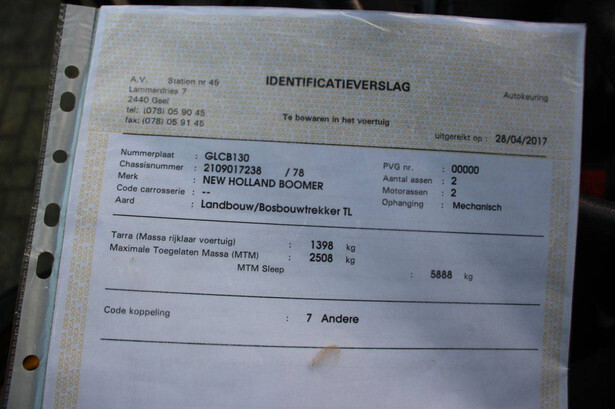 IDENTIFICATIEVERSLAG
Autokeuring
A.V. Station nr 45
Lammerdries 7
2440 Geel
tel: (078) 05 90 45
fax: (078) 05 91 45
Te bewaren in het voertuig
uitgereikt op : 28/04/2017
Nummerplaat : GLCB130
Chassisnummer : 2109017238 / 78
Merk : NEW HOLLAND BOOMER
Code carrosserie : --
Aard : Landbouw/Bosbouwtrekker TL
PVG nr. : 00000
Aantal assen : 2
Motorassen : 2
Ophanging : Mechanisch
Tarra (Massa rijklaar voertuig) : 1398 kg
Maximale Toegelaten Massa (MTM) : 2508 kg
MTM Sleep : 5888 kg
Code koppeling : 7 Andere